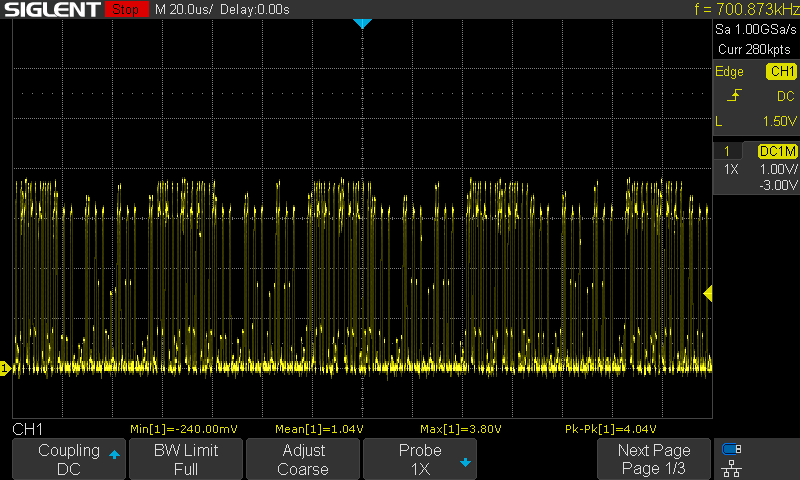 SIGLENT Stop M 20.0us/ Delay:0.00s f = 700.873kHz
Sa 1.00GSa/s
Curr 280kpts
Edge CH1
DC
L 1.50V
1 DC1M
1X 1.00V/
-3.00V
1
CH1 Min[1]=-240.00mV Mean[1]=1.04V Max[1]=3.80V Pk-Pk[1]=4.04V
Coupling BW Limit Adjust Probe Next Page
DC Full Coarse 1X Page 1/3